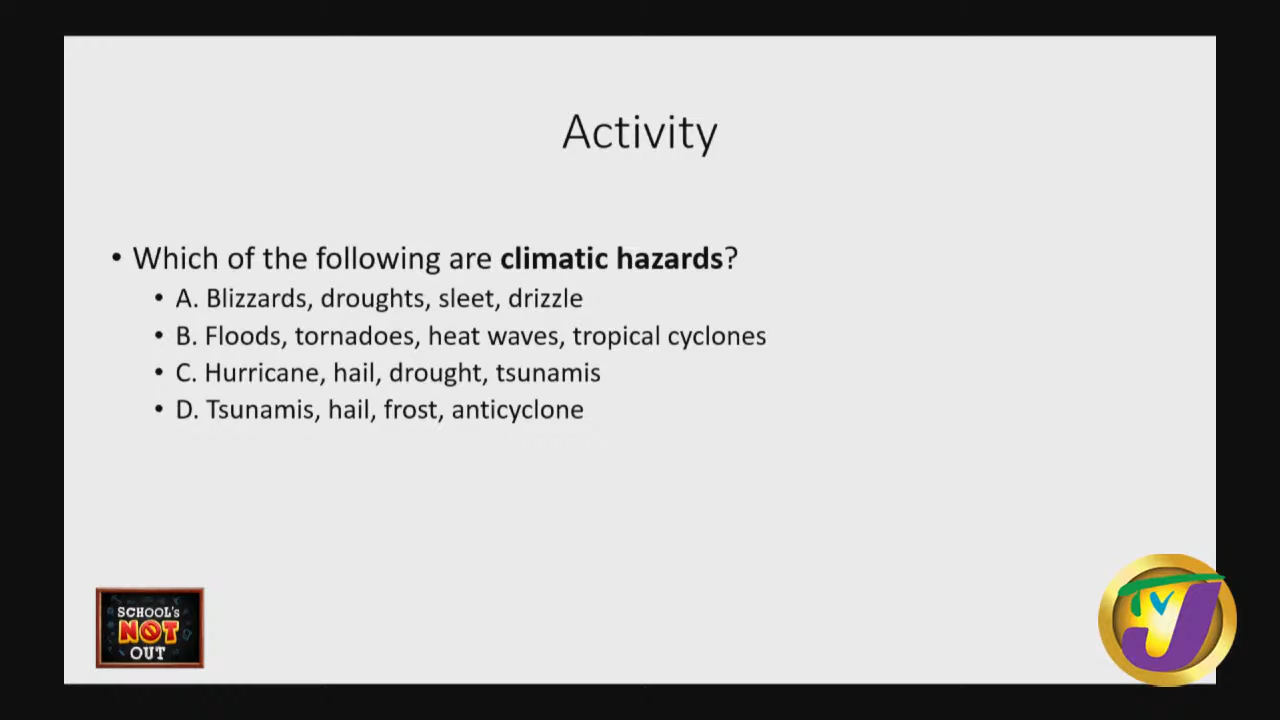 Activity
• Which of the following are climatic hazards?
• A. Blizzards, droughts, sleet, drizzle
• B. Floods, tornadoes, heat waves, tropical cyclones
• C. Hurricane, hail, drought, tsunamis
• D. Tsunamis, hail, frost, anticyclone
SCHOOL's
NOT
OUT
TVJ